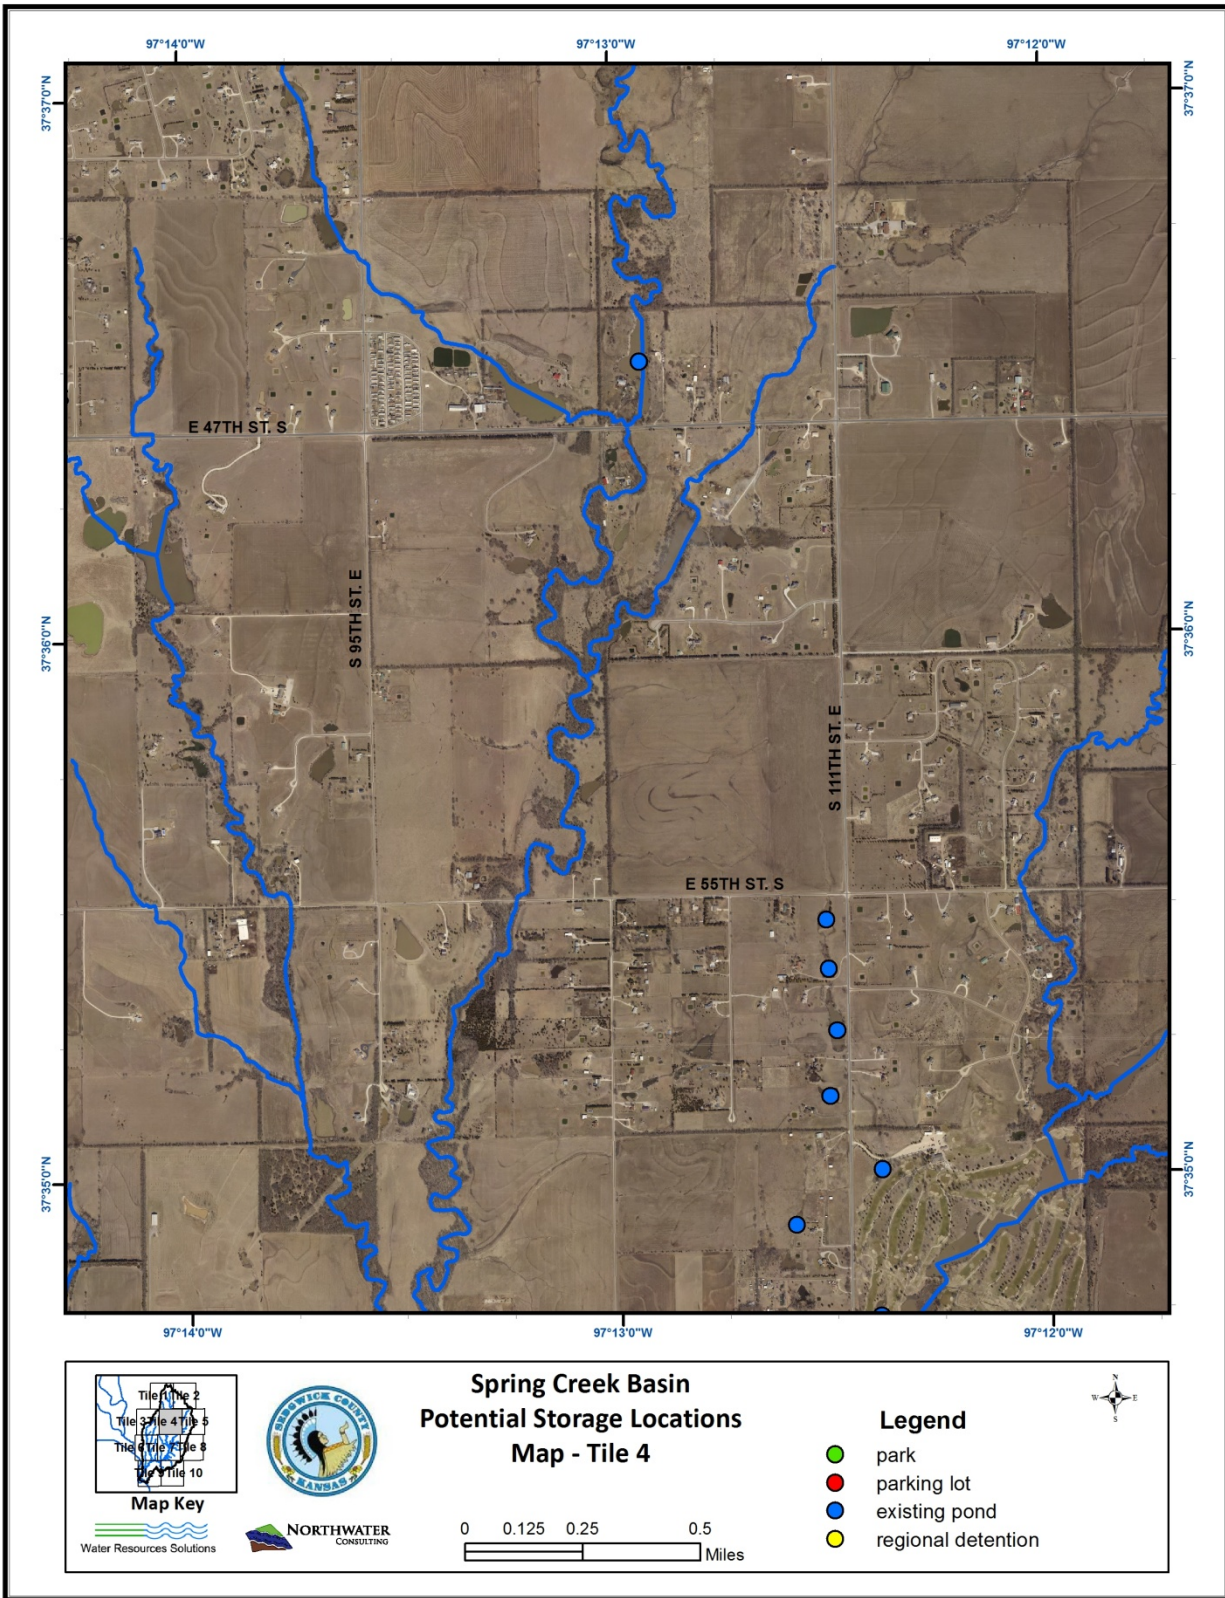 97°14'0"W 97°13'0"W 97°12'0"W
37°37'0"N
37°37'0"N
E 47TH ST. S
S 95TH ST. E
37°36'0"N
37°36'0"N
S 111TH ST. E
E 55TH ST. S
37°35'0"N
37°35'0"N
97°14'0"W 97°13'0"W 97°12'0"W
Tile 1 Tile 2
Tile 3 Tile 4 Tile 5
Tile 6 Tile 7 Tile 8
Tile 9 Tile 10
Map Key
Water Resources Solutions
SEDGWICK COUNTY
KANSAS
NORTHWATER
CONSULTING
Spring Creek Basin
Potential Storage Locations
Map - Tile 4
0 0.125 0.25 0.5
Miles
N
W E
S
Legend
park
parking lot
existing pond
regional detention